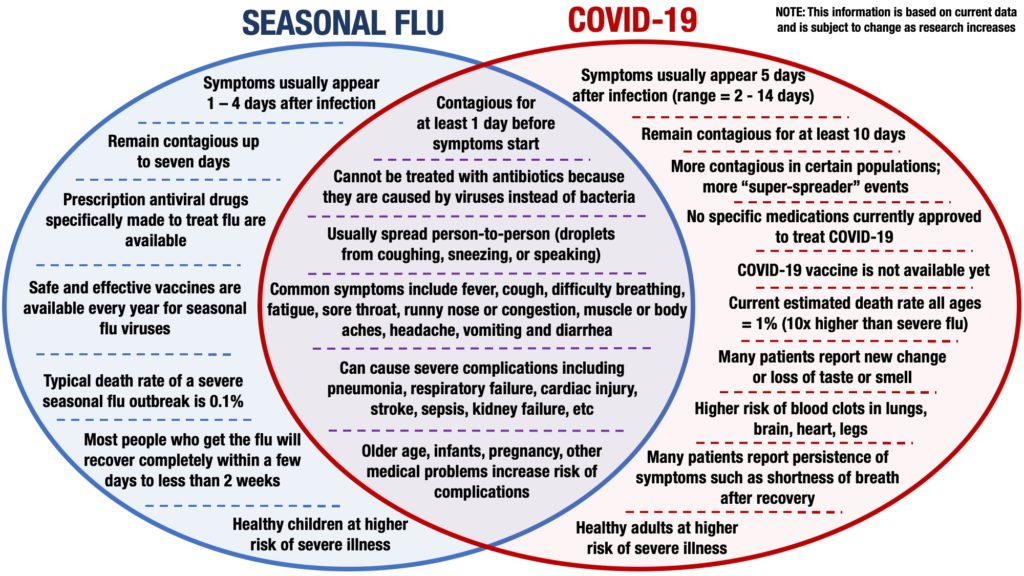 SEASONAL FLU
COVID-19
NOTE: This information is based on current data
and is subject to change as research increases
Symptoms usually appear
1 – 4 days after infection
Remain contagious up
to seven days
Prescription antiviral drugs
specifically made to treat flu are
available
Safe and effective vaccines are
available every year for seasonal
flu viruses
Typical death rate of a severe
seasonal flu outbreak is 0.1%
Most people who get the flu will
recover completely within a few
days to less than 2 weeks
Healthy children at higher
risk of severe illness
Contagious for
at least 1 day before
symptoms start
Cannot be treated with antibiotics because
they are caused by viruses instead of bacteria
Usually spread person-to-person (droplets
from coughing, sneezing, or speaking)
Common symptoms include fever, cough, difficulty breathing,
fatigue, sore throat, runny nose or congestion, muscle or body
aches, headache, vomiting and diarrhea
Can cause severe complications including
pneumonia, respiratory failure, cardiac injury,
stroke, sepsis, kidney failure, etc
Older age, infants, pregnancy, other
medical problems increase risk of
complications
Symptoms usually appear 5 days
after infection (range = 2 - 14 days)
Remain contagious for at least 10 days
More contagious in certain populations;
more “super-spreader” events
No specific medications currently approved
to treat COVID-19
COVID-19 vaccine is not available yet
Current estimated death rate all ages
= 1% (10x higher than severe flu)
Many patients report new change
or loss of taste or smell
Higher risk of blood clots in lungs,
brain, heart, legs
Many patients report persistence of
symptoms such as shortness of breath
after recovery
Healthy adults at higher
risk of severe illness